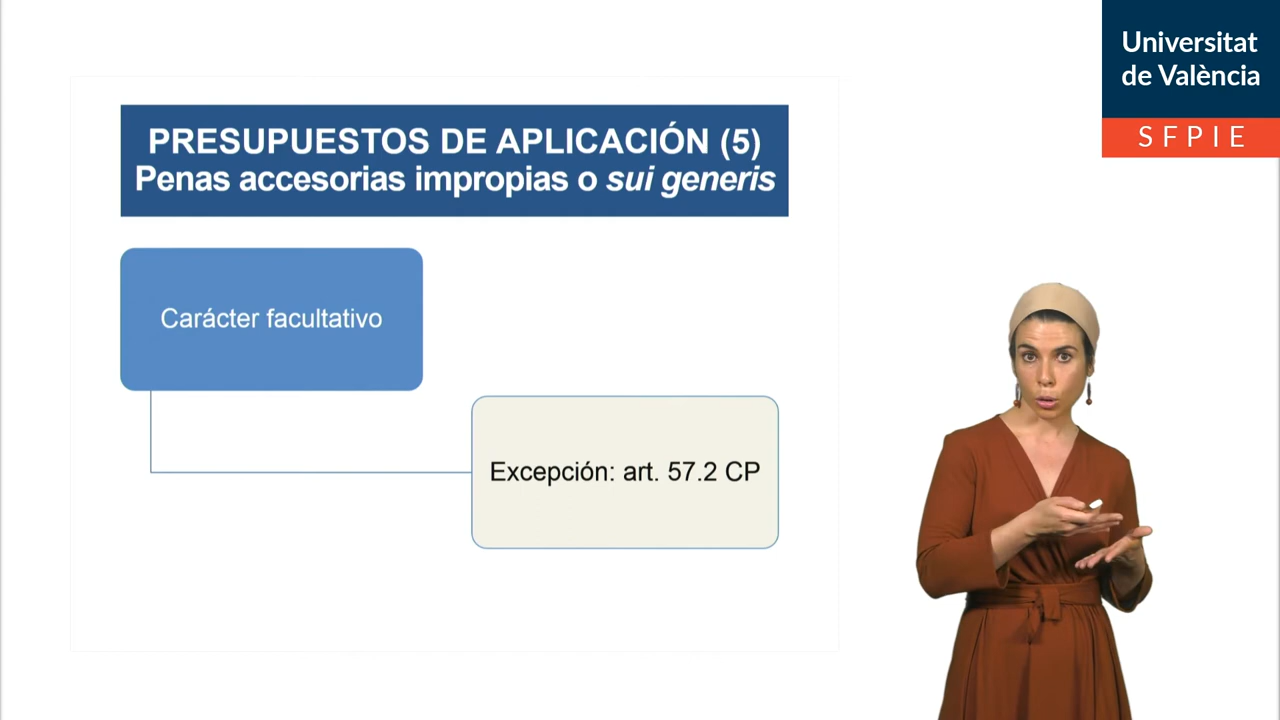 Universitat
de València
SFPIE
PRESUPUESTOS DE APLICACIÓN (5)
Penas accesorias impropias o sui generis
Carácter facultativo
Excepción: art. 57.2 CP